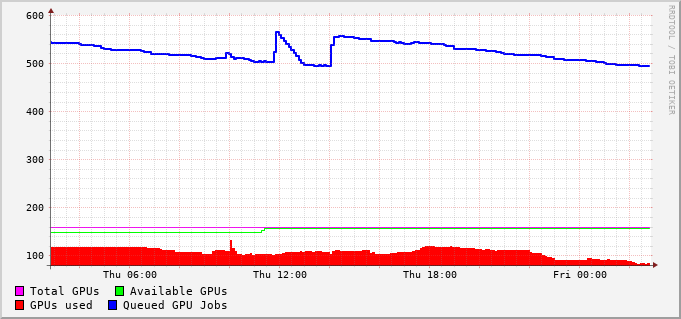 600
500
400
300
200
100
Thu 06:00 Thu 12:00 Thu 18:00 Fri 00:00
Total GPUs Available GPUs
GPUs used Queued GPU Jobs
RRDTOOL / TOBI OETIKER